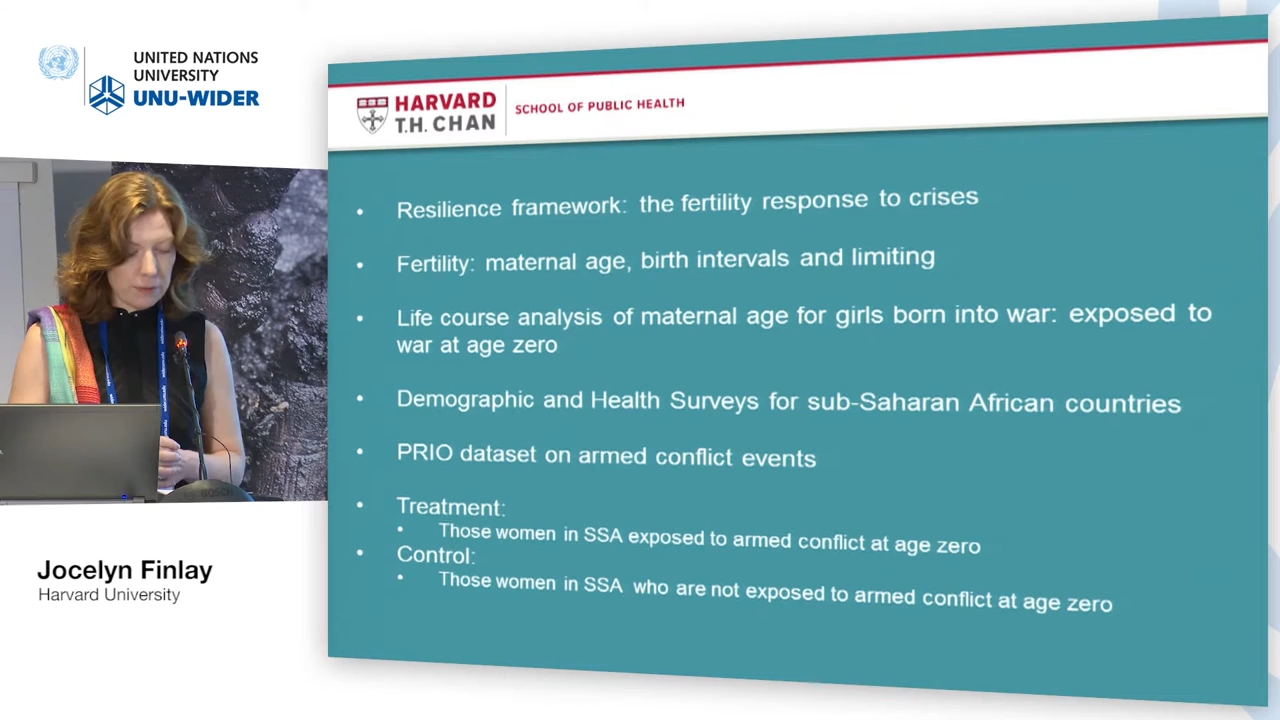 UNITED NATIONS
UNIVERSITY
UNU-WIDER
HARVARD
T.H. CHAN
SCHOOL OF PUBLIC HEALTH
• Resilience framework: the fertility response to crises
• Fertility: maternal age, birth intervals and limiting
• Life course analysis of maternal age for girls born into war: exposed to
war at age zero
• Demographic and Health Surveys for sub-Saharan African countries
• PRIO dataset on armed conflict events
• Treatment:
• Those women in SSA exposed to armed conflict at age zero
• Control:
• Those women in SSA who are not exposed to armed conflict at age zero
BOSCH
Jocelyn Finlay
Harvard University